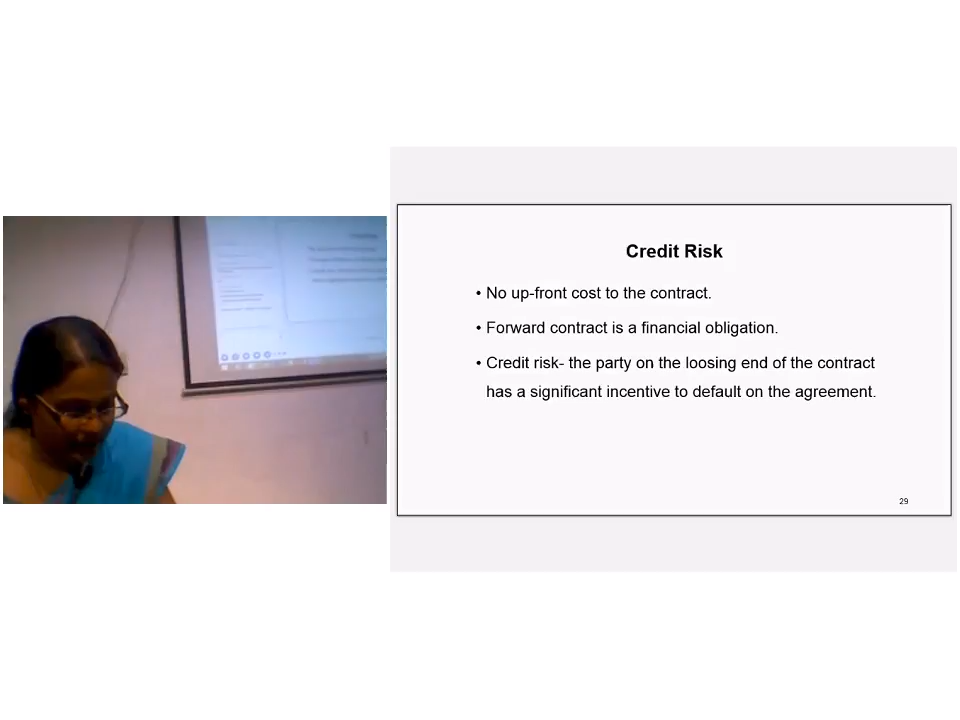 Credit Risk
• No up-front cost to the contract.
• Forward contract is a financial obligation.
• Credit risk- the party on the loosing end of the contract
has a significant incentive to default on the agreement.
29